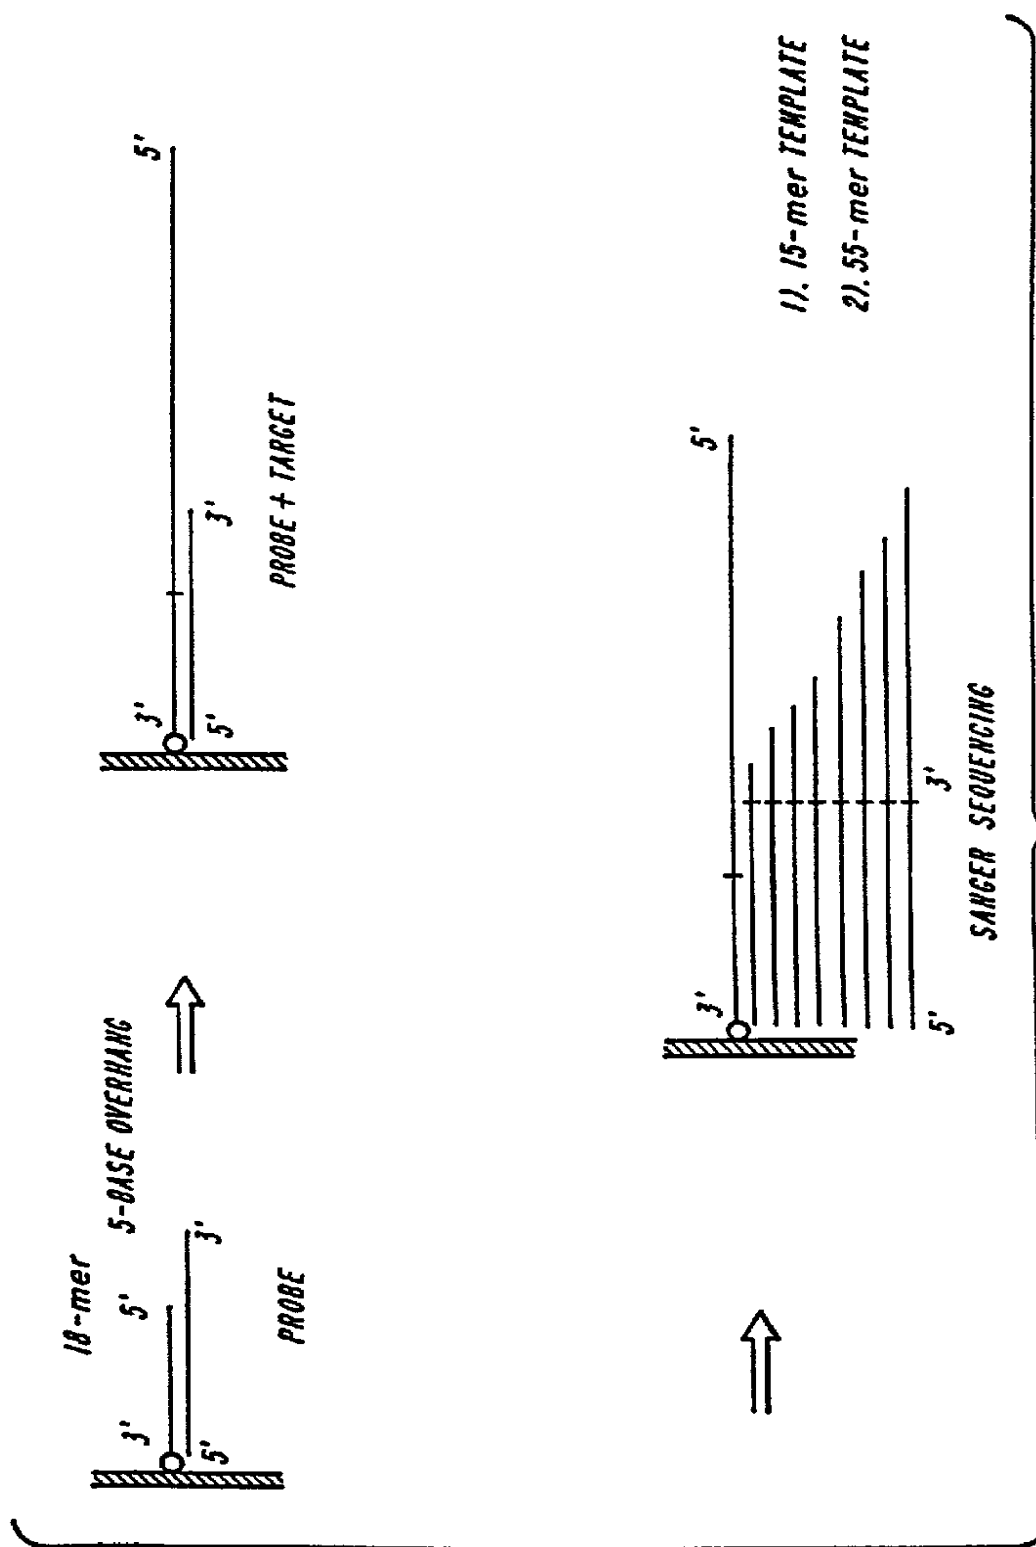 18-mer
3' 5' 5-BASE OVERHANG
5' 3'
PROBE
3' 5'
5' 3'
PROBE + TARGET
3' 5'
5' 3'
SANGER SEQUENCING
1). 15-mer TEMPLATE
2). 55-mer TEMPLATE